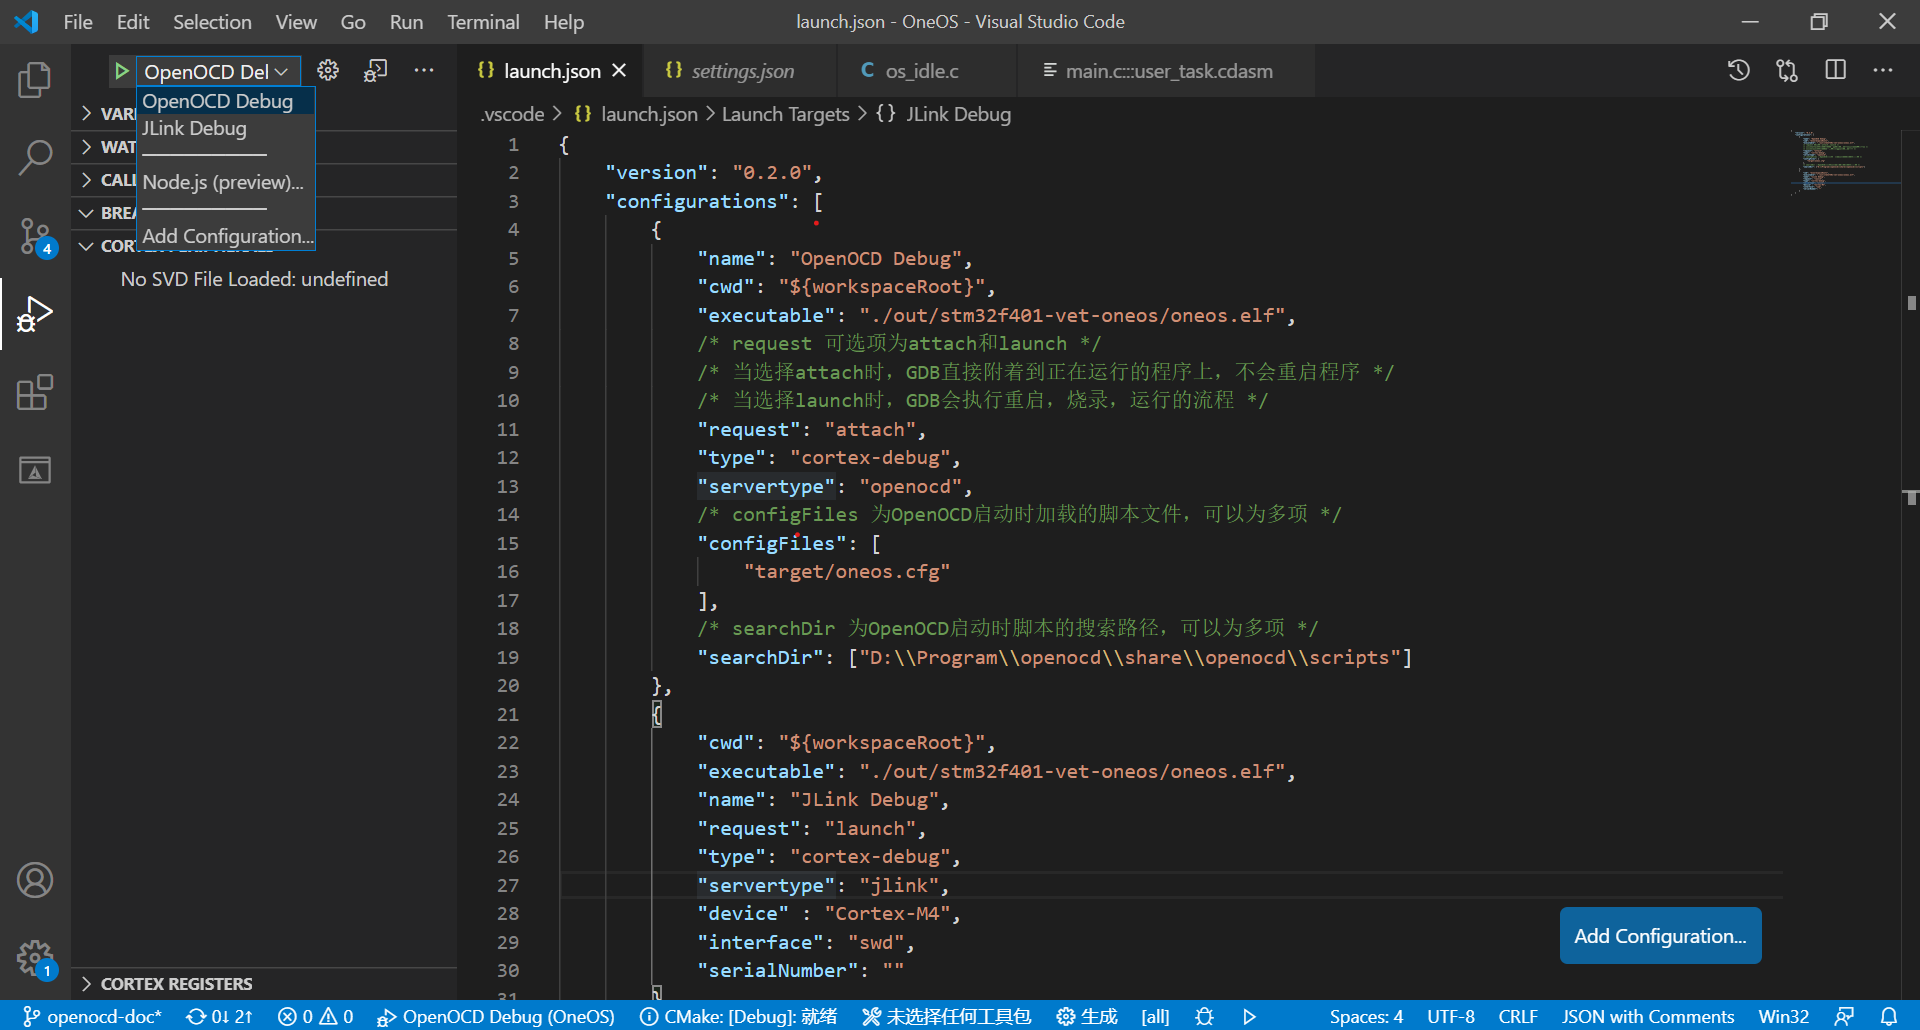 File Edit Selection View Go Run Terminal Help
launch.json - OneOS - Visual Studio Code
OpenOCD Del
OpenOCD Debug
JLink Debug
Node.js (preview)...
Add Configuration...
VAR
WAT
CALL
BREA
No SVD File Loaded: undefined
CORTEX REGISTERS
4
1
launch.json
settings.json
os_idle.c
main.c:::user_task.cdasm
.vscode > launch.json > Launch Targets > {} JLink Debug
1 {
2 "version": "0.2.0",
3 "configurations": [
4 {
5 "name": "OpenOCD Debug",
6 "cwd": "${workspaceRoot}",
7 "executable": "./out/stm32f401-vet-oneos/oneos.elf",
8 /* request 可选项为attach和launch */
9 /* 当选择attach时，GDB直接附着到正在运行的程序上，不会重启程序 */
10 /* 当选择launch时，GDB会执行重启，烧录，运行的流程 */
11 "request": "attach",
12 "type": "cortex-debug",
13 "servertype": "openocd",
14 /* configFiles 为OpenOCD启动时加载的脚本文件，可以为多项 */
15 "configFiles": [
16 "target/oneos.cfg"
17 ],
18 /* searchDir 为OpenOCD启动时脚本的搜索路径，可以为多项 */
19 "searchDir": ["D:\\Program\\openocd\\share\\openocd\\scripts"]
20 },
21 {
22 "cwd": "${workspaceRoot}",
23 "executable": "./out/stm32f401-vet-oneos/oneos.elf",
24 "name": "JLink Debug",
25 "request": "launch",
26 "type": "cortex-debug",
27 "servertype": "jlink",
28 "device" : "Cortex-M4",
29 "interface": "swd",
30 "serialNumber": ""
31 }
Add Configuration...
openocd-doc* 0↓ 2↑ 0 0 OpenOCD Debug (OneOS) CMake: [Debug]: 就绪 未选择任何工具包 生成 [all] Spaces: 4 UTF-8 CRLF JSON with Comments Win32